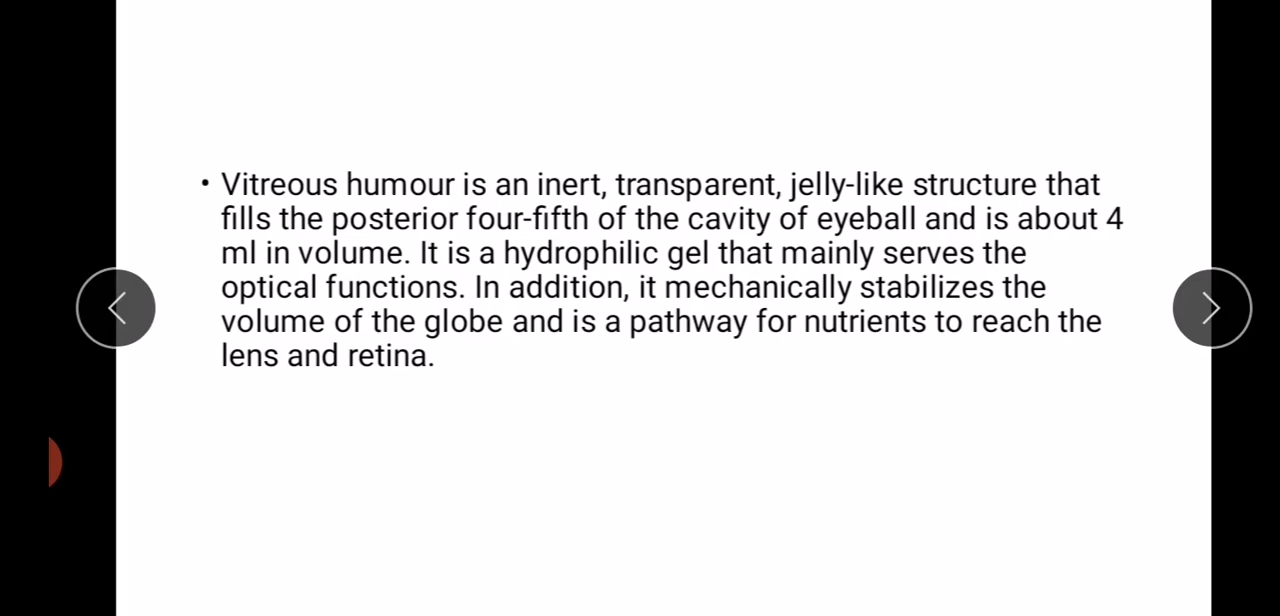 • Vitreous humour is an inert, transparent, jelly-like structure that
fills the posterior four-fifth of the cavity of eyeball and is about 4
ml in volume. It is a hydrophilic gel that mainly serves the
optical functions. In addition, it mechanically stabilizes the
volume of the globe and is a pathway for nutrients to reach the
lens and retina.